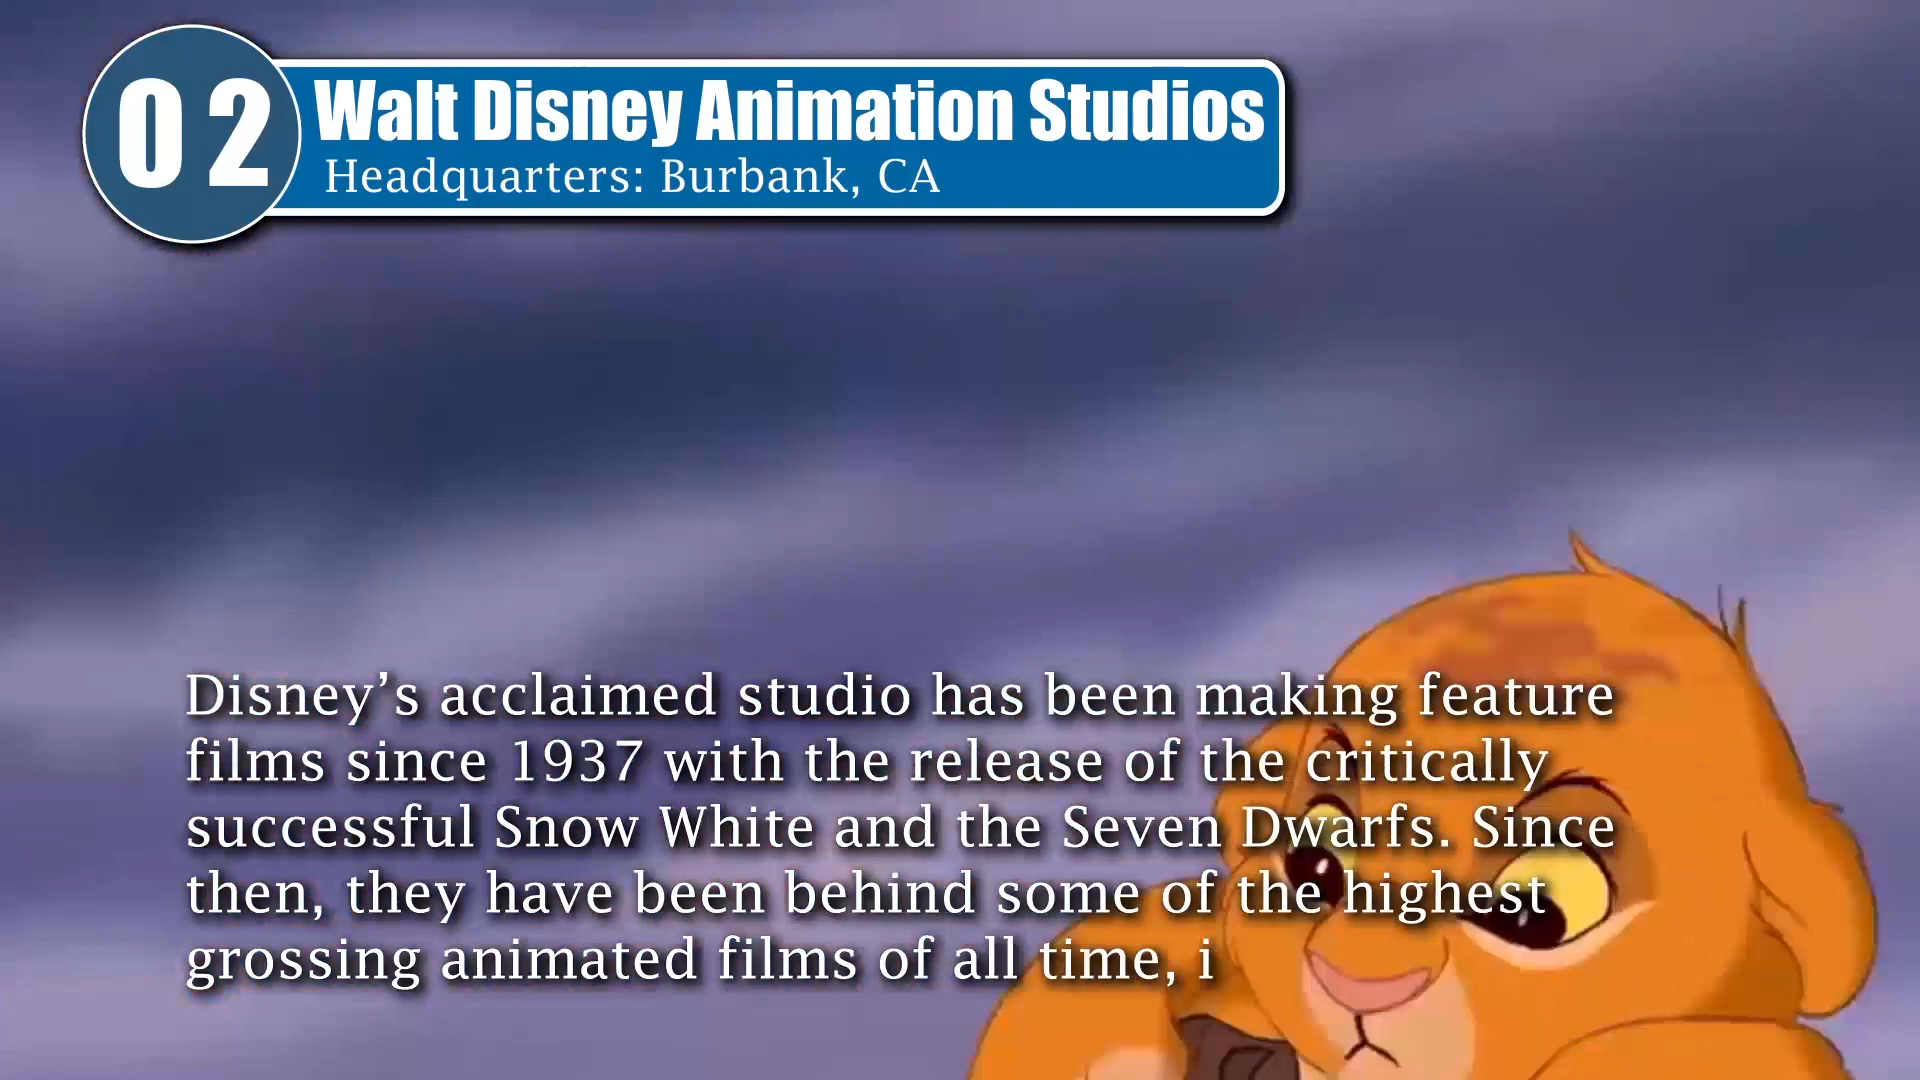 02
Walt Disney Animation Studios
Headquarters: Burbank, CA
Disney’s acclaimed studio has been making feature
films since 1937 with the release of the critically
successful Snow White and the Seven Dwarfs. Since
then, they have been behind some of the highest
grossing animated films of all time, i